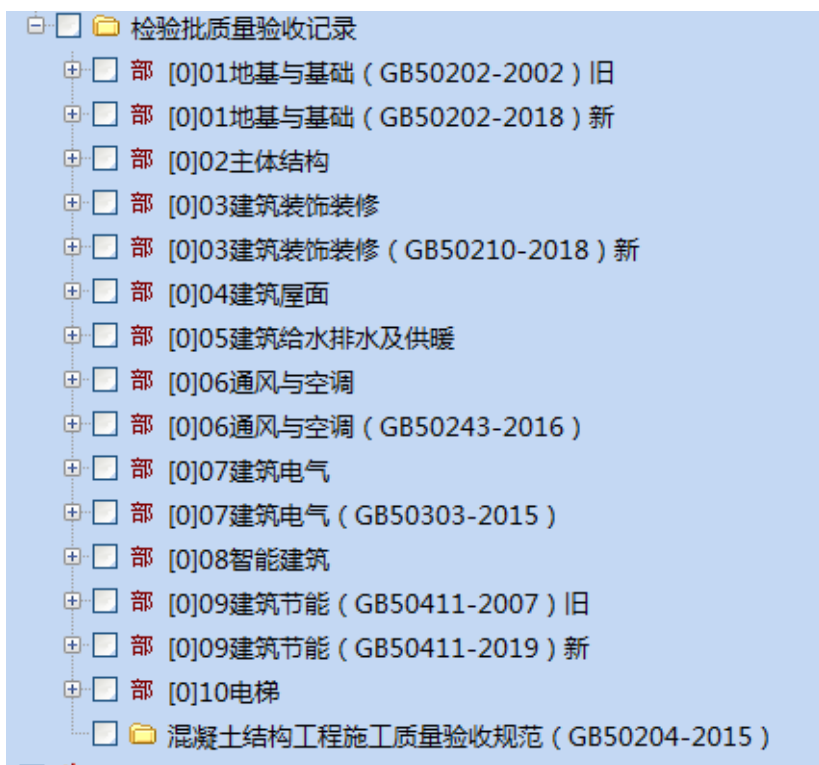 检验批质量验收记录
部 [0]01地基与基础（GB50202-2002）旧
部 [0]01地基与基础（GB50202-2018）新
部 [0]02主体结构
部 [0]03建筑装饰装修
部 [0]03建筑装饰装修（GB50210-2018）新
部 [0]04建筑屋面
部 [0]05建筑给水排水及供暖
部 [0]06通风与空调
部 [0]06通风与空调（GB50243-2016）
部 [0]07建筑电气
部 [0]07建筑电气（GB50303-2015）
部 [0]08智能建筑
部 [0]09建筑节能（GB50411-2007）旧
部 [0]09建筑节能（GB50411-2019）新
部 [0]10电梯
混凝土结构工程施工质量验收规范（GB50204-2015）